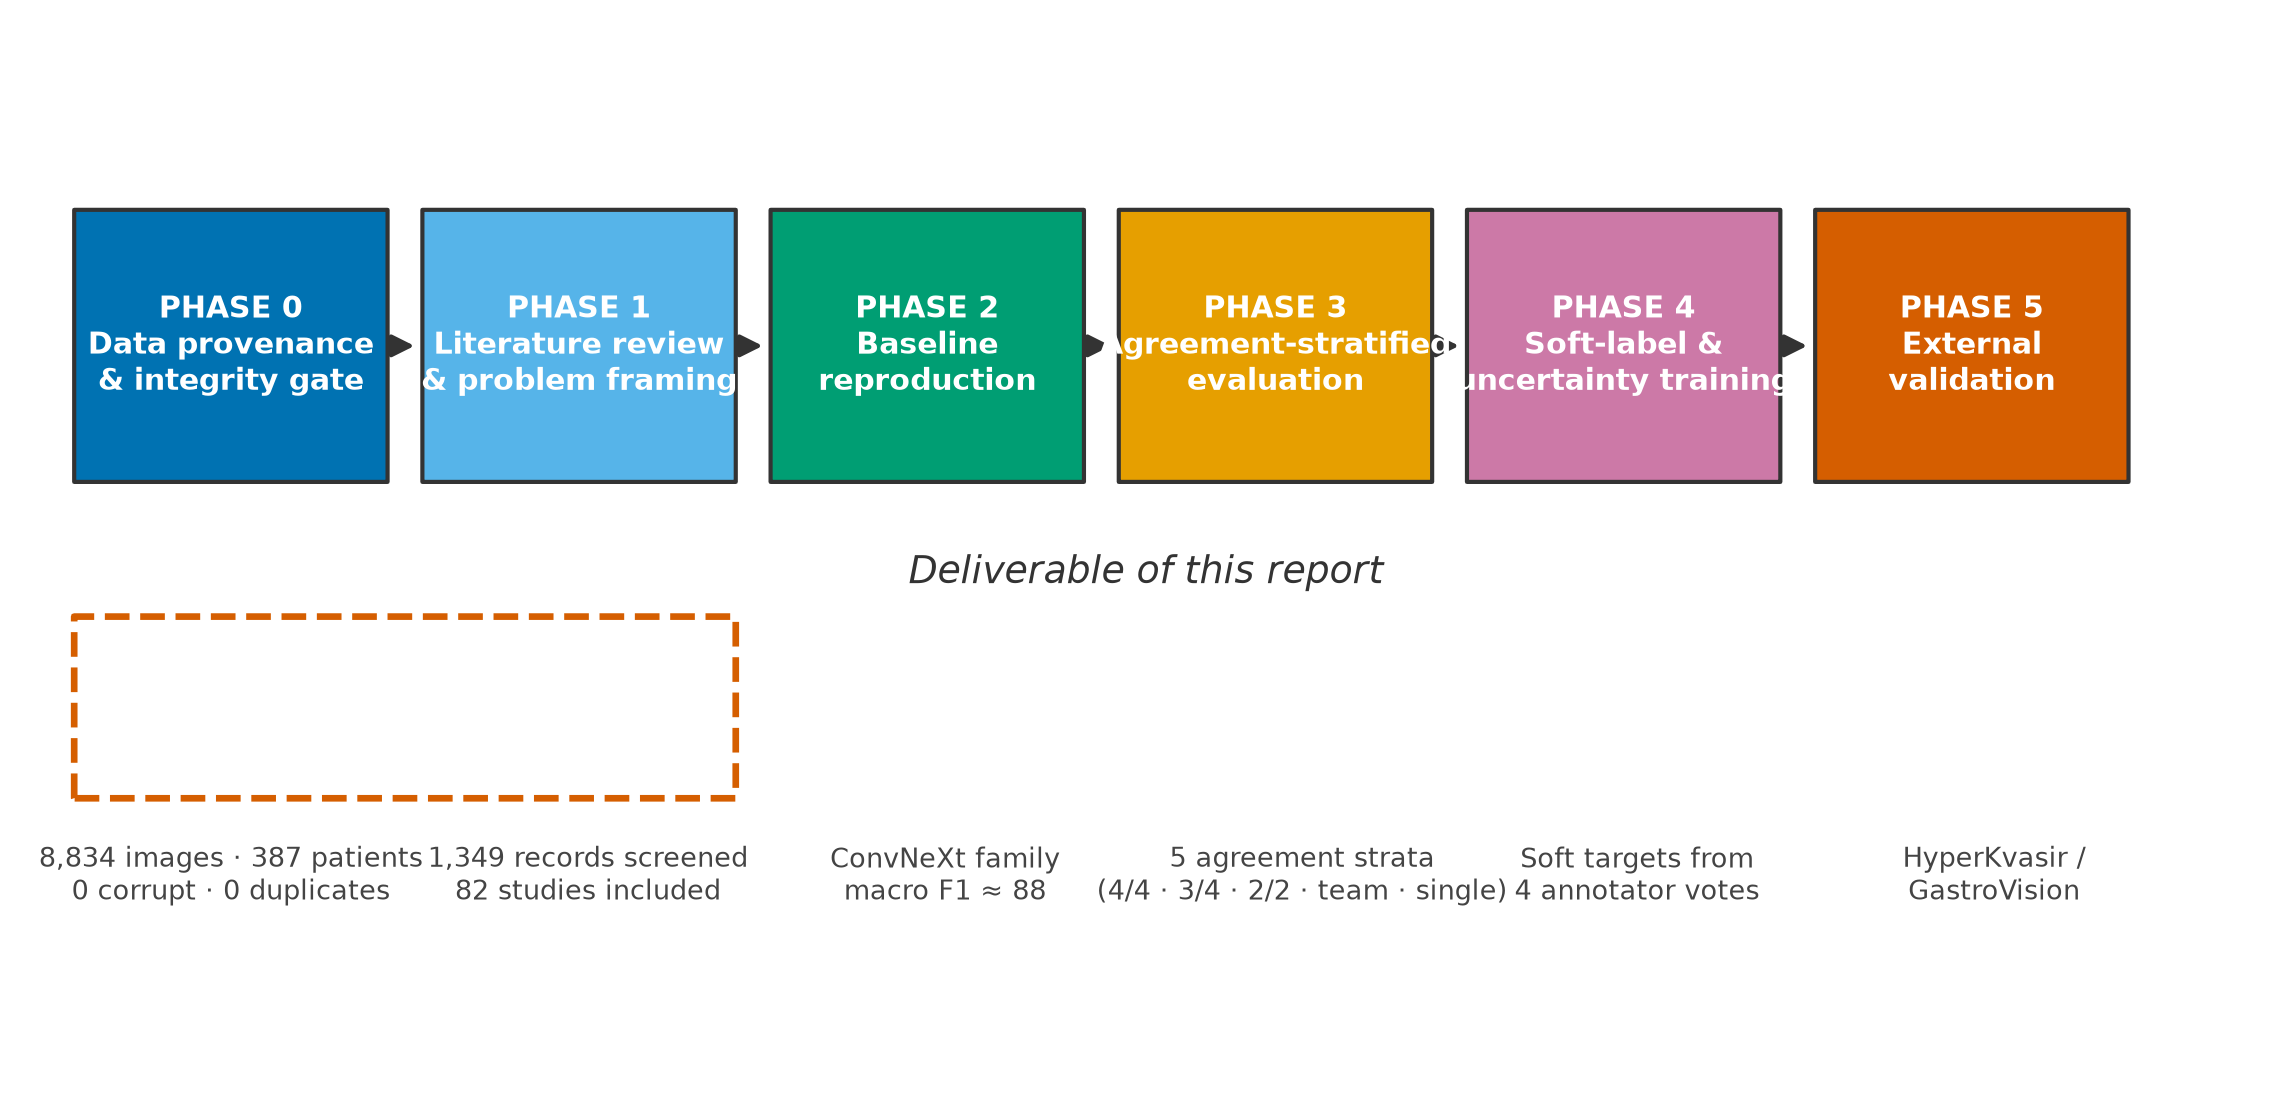 PHASE 0
Data provenance
& integrity gate
PHASE 1
Literature review
& problem framing
PHASE 2
Baseline
reproduction
PHASE 3
Agreement-stratified
evaluation
PHASE 4
Soft-label &
uncertainty training
PHASE 5
External
validation
Deliverable of this report
8,834 images · 387 patients
0 corrupt · 0 duplicates
1,349 records screened
82 studies included
ConvNeXt family
macro F1 ≈ 88
5 agreement strata
(4/4 · 3/4 · 2/2 · team · single)
Soft targets from
4 annotator votes
HyperKvasir /
GastroVision